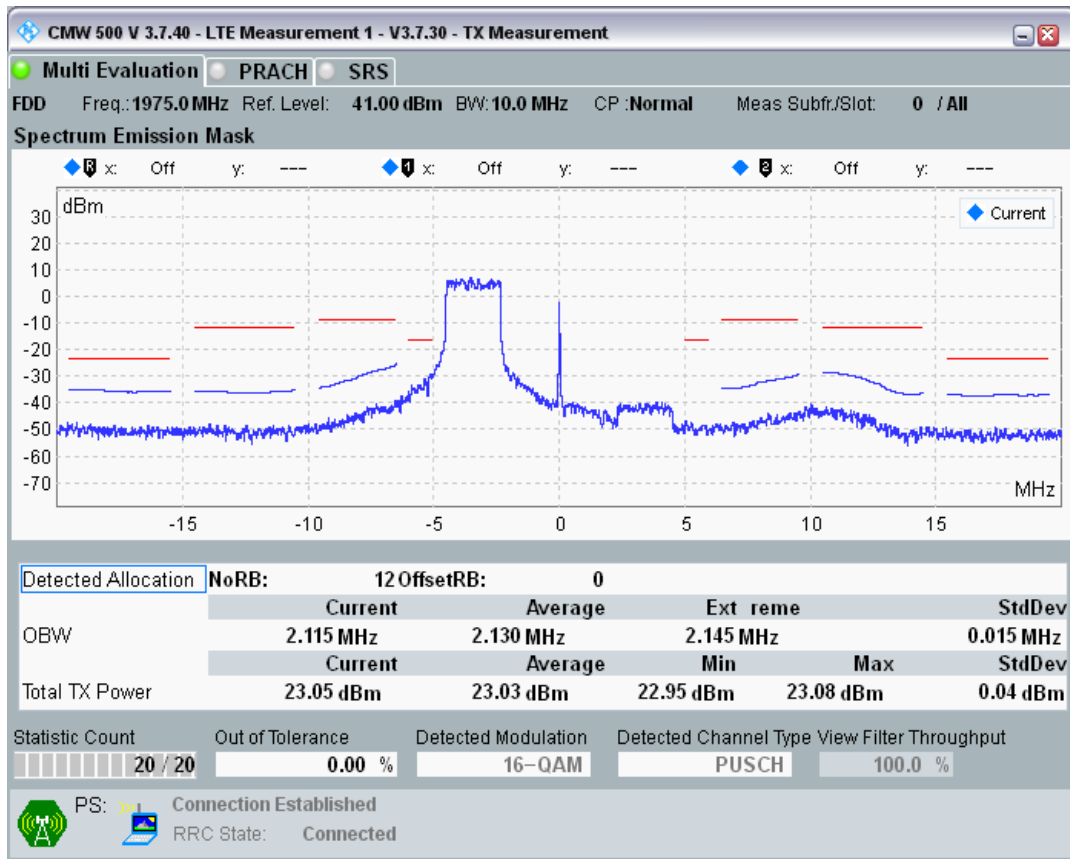 CMW 500 V 3.7.40 - LTE Measurement 1 - V3.7.30 - TX Measurement
Multi Evaluation PRACH SRS
FDD Freq.: 1975.0 MHz Ref. Level: 41.00 dBm BW: 10.0 MHz CP :Normal Meas Subfr./Slot: 0 / All
Spectrum Emission Mask
R x: Off y: --- 1 x: Off y: --- 2 x: Off y: ---
dBm
Current
30
20
10
0
-10
-20
-30
-40
-50
-60
-70
MHz
-15 -10 -5 0 5 10 15
Detected Allocation NoRB: 12 OffsetRB: 0
Current Average Ext reme StdDev
OBW 2.115 MHz 2.130 MHz 2.145 MHz 0.015 MHz
Current Average Min Max StdDev
Total TX Power 23.05 dBm 23.03 dBm 22.95 dBm 23.08 dBm 0.04 dBm
Statistic Count Out of Tolerance Detected Modulation Detected Channel Type View Filter Throughput
20 / 20 0.00 % 16-QAM PUSCH 100.0 %
PS: Connection Established
RRC State: Connected